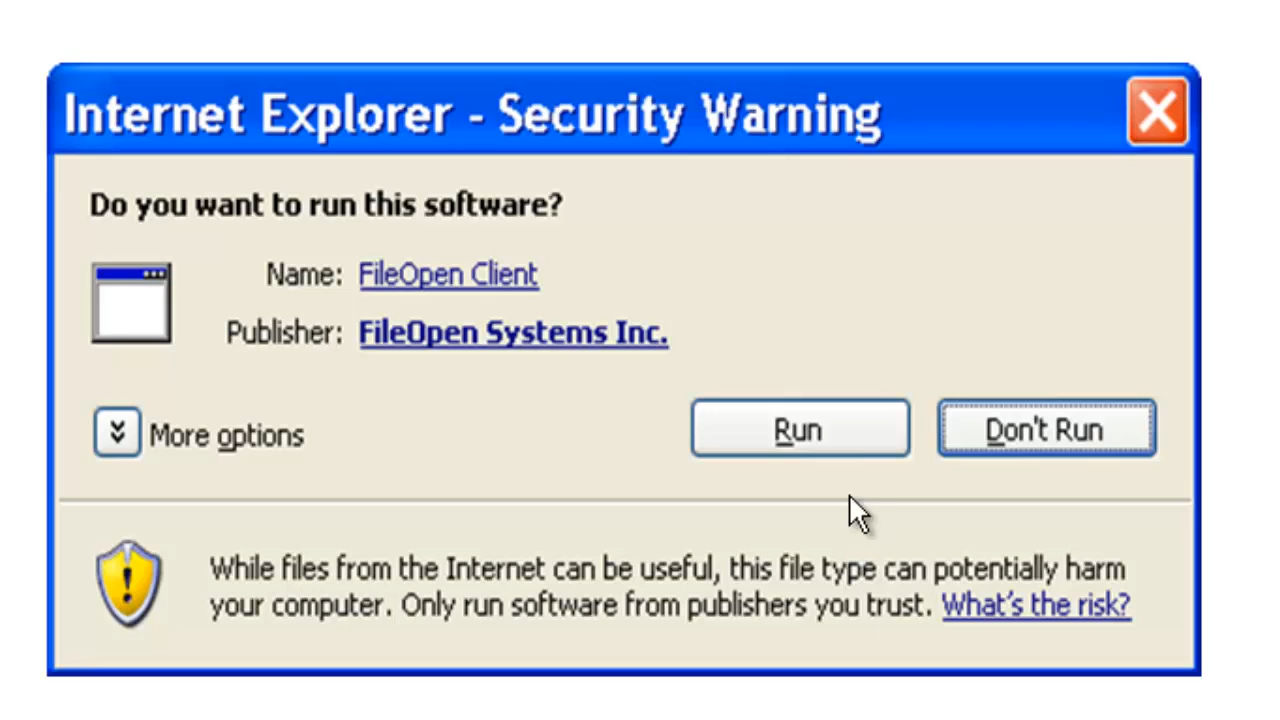 Internet Explorer - Security Warning
Do you want to run this software?
Name: FileOpen Client
Publisher: FileOpen Systems Inc.
More options
Run
Don't Run
While files from the Internet can be useful, this file type can potentially harm
your computer. Only run software from publishers you trust. What's the risk?